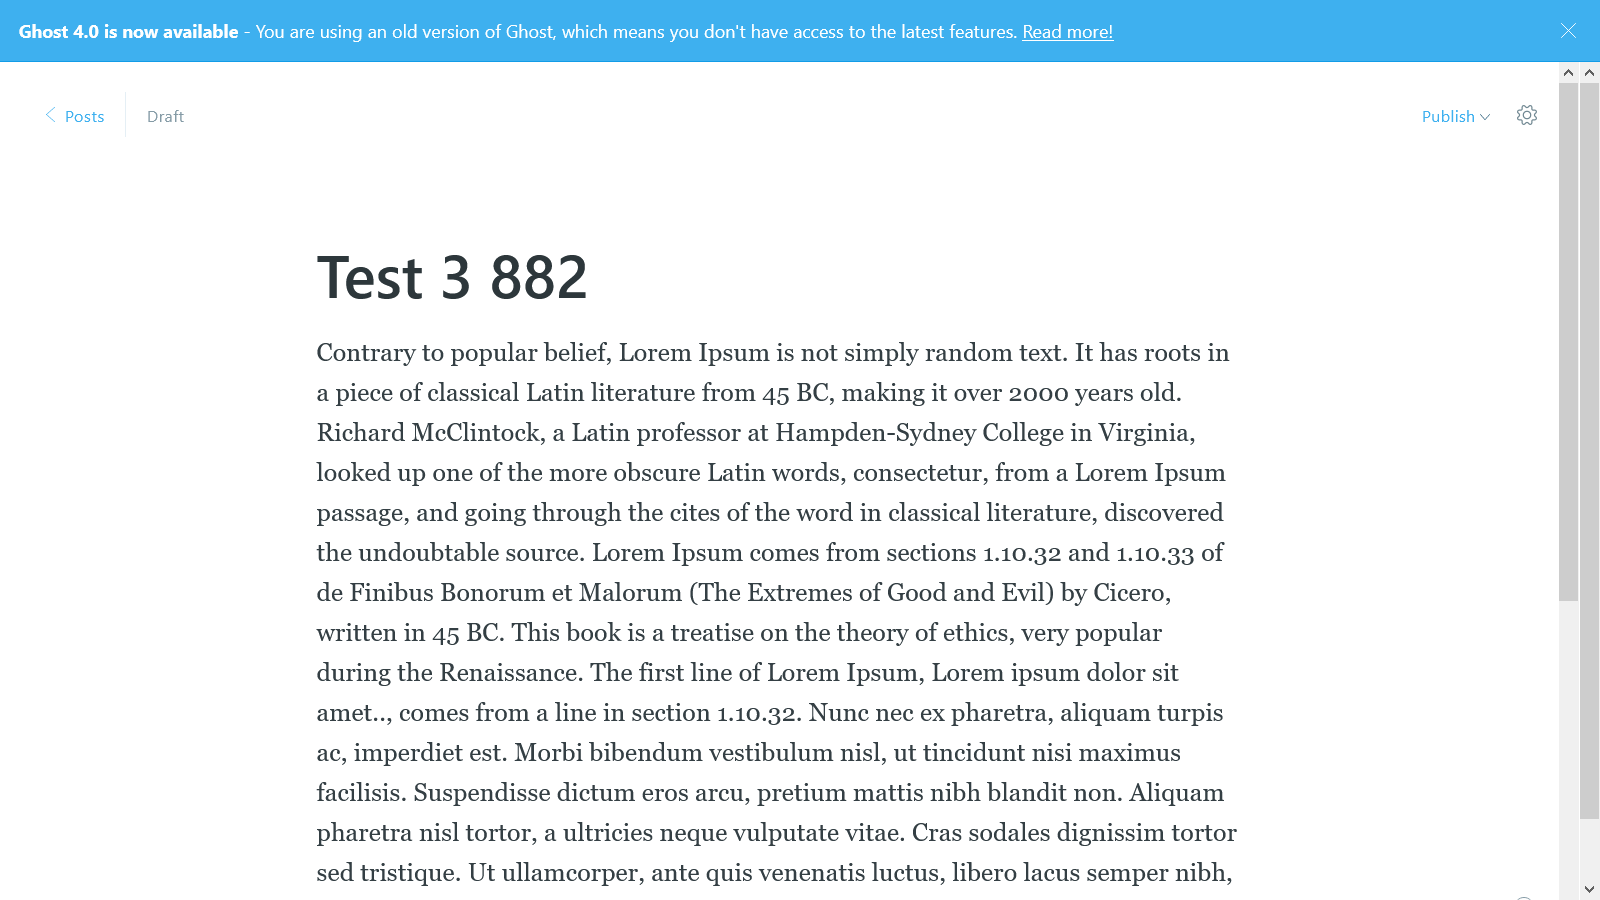 Ghost 4.0 is now available - You are using an old version of Ghost, which means you don't have access to the latest features. Read more!
Posts
Draft
Publish
Test 3 882
Contrary to popular belief, Lorem Ipsum is not simply random text. It has roots in
a piece of classical Latin literature from 45 BC, making it over 2000 years old.
Richard McClintock, a Latin professor at Hampden-Sydney College in Virginia,
looked up one of the more obscure Latin words, consectetur, from a Lorem Ipsum
passage, and going through the cites of the word in classical literature, discovered
the undoubtable source. Lorem Ipsum comes from sections 1.10.32 and 1.10.33 of
de Finibus Bonorum et Malorum (The Extremes of Good and Evil) by Cicero,
written in 45 BC. This book is a treatise on the theory of ethics, very popular
during the Renaissance. The first line of Lorem Ipsum, Lorem ipsum dolor sit
amet.., comes from a line in section 1.10.32. Nunc nec ex pharetra, aliquam turpis
ac, imperdiet est. Morbi bibendum vestibulum nisl, ut tincidunt nisi maximus
facilisis. Suspendisse dictum eros arcu, pretium mattis nibh blandit non. Aliquam
pharetra nisl tortor, a ultricies neque vulputate vitae. Cras sodales dignissim tortor
sed tristique. Ut ullamcorper, ante quis venenatis luctus, libero lacus semper nibh,